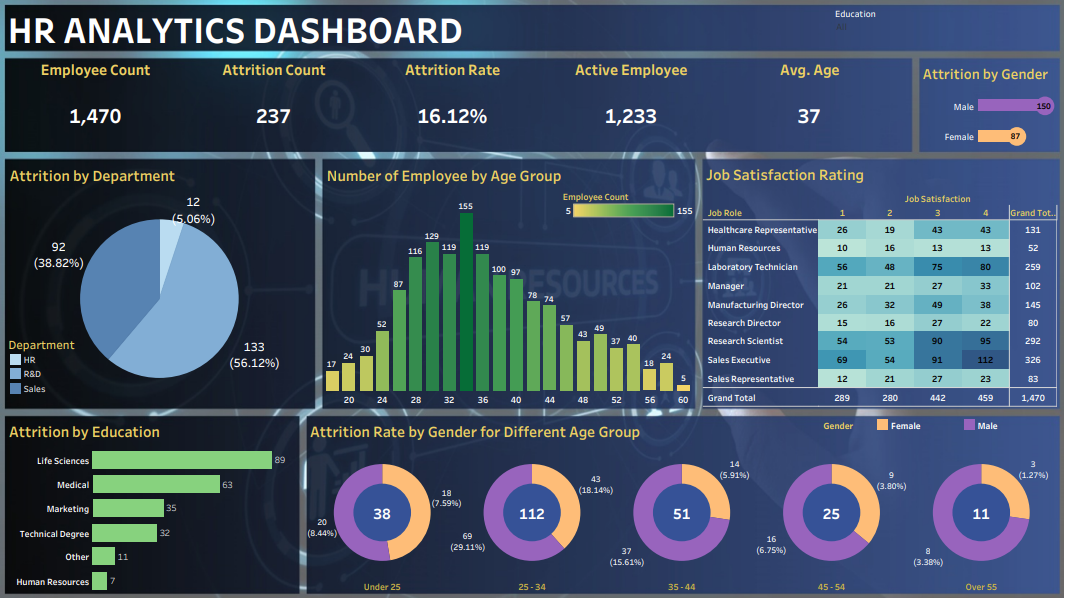 HR ANALYTICS DASHBOARD
Education
Employee Count
Attrition Count
Attrition Rate
Active Employee
Avg. Age
1,470
237
16.12%
1,233
37
Attrition by Gender
Male 150
Female 87
Attrition by Department
12
(5.06%)
92
(38.82%)
133
(56.12%)
Department
HR
R&D
Sales
Number of Employee by Age Group
Employee Count
5 155
17 24 30 52 87 116 129 119 155 119 100 97 78 74 57 43 49 37 40 18 24 5
20 24 28 32 36 40 44 48 52 56 60
HUMAN RESOURCES
Job Satisfaction Rating
Job Satisfaction
Job Role 1 2 3 4 Grand Tot..
Healthcare Representative 26 19 43 43 131
Human Resources 10 16 13 13 52
Laboratory Technician 56 48 75 80 259
Manager 21 21 27 33 102
Manufacturing Director 26 32 49 38 145
Research Director 15 16 27 22 80
Research Scientist 54 53 90 95 292
Sales Executive 69 54 91 112 326
Sales Representative 12 21 27 23 83
Grand Total 289 280 442 459 1,470
Attrition by Education
Life Sciences 89
Medical 63
Marketing 35
Technical Degree 32
Other 11
Human Resources 7
Attrition Rate by Gender for Different Age Group
Gender Female Male
18
(7.59%)
38
20
(8.44%)
Under 25
43
(18.14%)
112
69
(29.11%)
25 - 34
14
(5.91%)
51
37
(15.61%)
35 - 44
9
(3.80%)
25
16
(6.75%)
45 - 54
3
(1.27%)
11
8
(3.38%)
Over 55